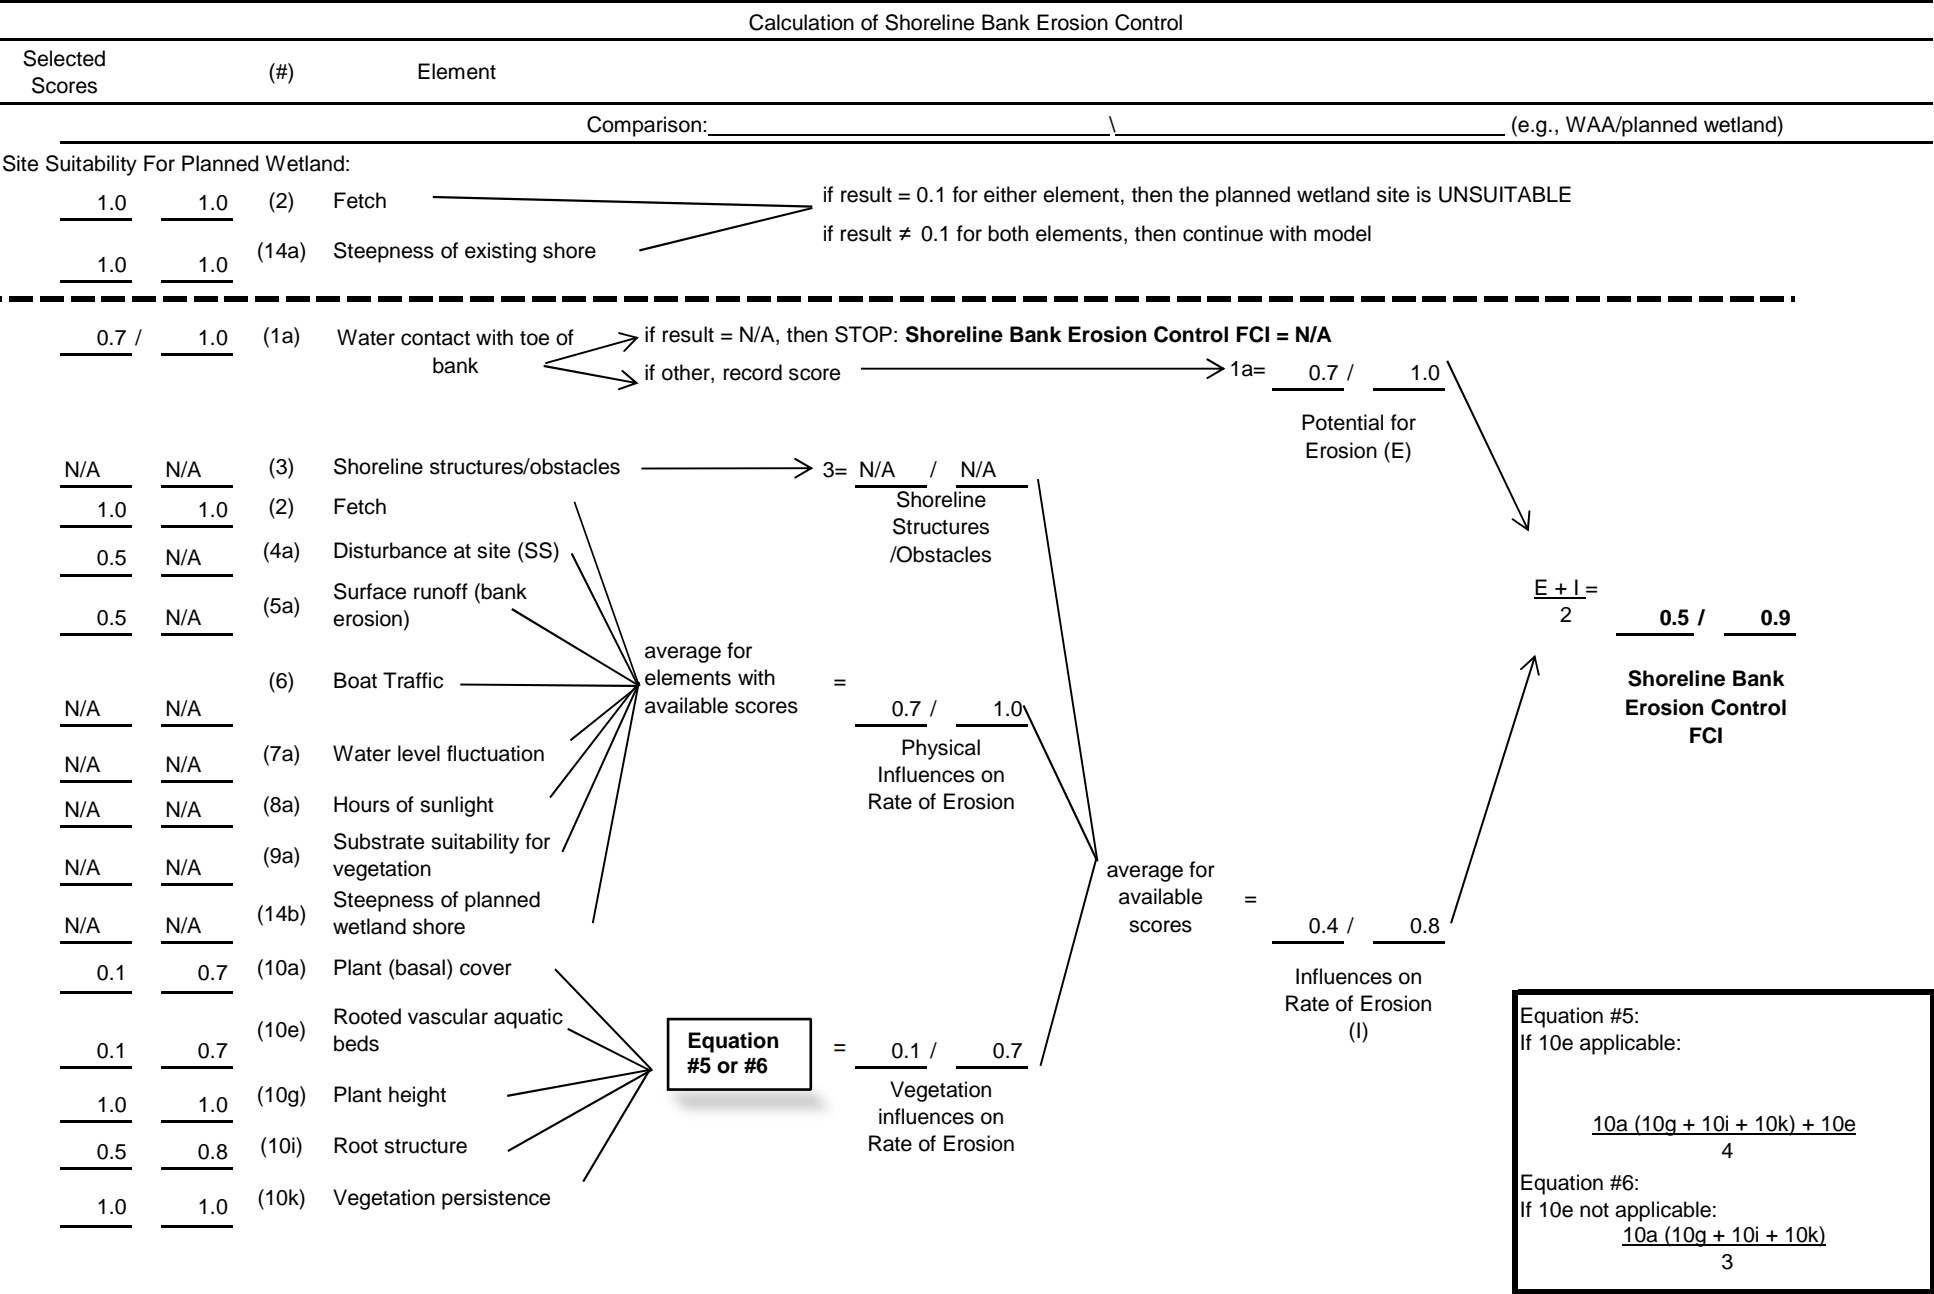 Calculation of Shoreline Bank Erosion Control
Selected
Scores
(#)
Element
Comparison: \ (e.g., WAA/planned wetland)
Site Suitability For Planned Wetland:
1.0 1.0 (2) Fetch
if result = 0.1 for either element, then the planned wetland site is UNSUITABLE
if result ≠ 0.1 for both elements, then continue with model
1.0 1.0 (14a) Steepness of existing shore
0.7 / 1.0 (1a) Water contact with toe of
bank
if result = N/A, then STOP: Shoreline Bank Erosion Control FCI = N/A
if other, record score
1a= 0.7 / 1.0
Potential for
Erosion (E)
N/A N/A (3) Shoreline structures/obstacles
3= N/A / N/A
Shoreline
Structures
/Obstacles
1.0 1.0 (2) Fetch
0.5 N/A (4a) Disturbance at site (SS)
0.5 N/A (5a) Surface runoff (bank
erosion)
E + I =
2
0.5 / 0.9
Shoreline Bank
Erosion Control
FCI
N/A N/A (6) Boat Traffic
average for
elements with
available scores
=
0.7 / 1.0
Physical
Influences on
Rate of Erosion
N/A N/A (7a) Water level fluctuation
N/A N/A (8a) Hours of sunlight
N/A N/A (9a) Substrate suitability for
vegetation
N/A N/A (14b) Steepness of planned
wetland shore
average for
available
scores
=
0.4 / 0.8
Influences on
Rate of Erosion
(I)
0.1 0.7 (10a) Plant (basal) cover
0.1 0.7 (10e) Rooted vascular aquatic
beds
Equation
#5 or #6
=
0.1 / 0.7
Vegetation
influences on
Rate of Erosion
1.0 1.0 (10g) Plant height
0.5 0.8 (10i) Root structure
1.0 1.0 (10k) Vegetation persistence
Equation #5:
If 10e applicable:
10a (10g + 10i + 10k) + 10e
4
Equation #6:
If 10e not applicable:
10a (10g + 10i + 10k)
3